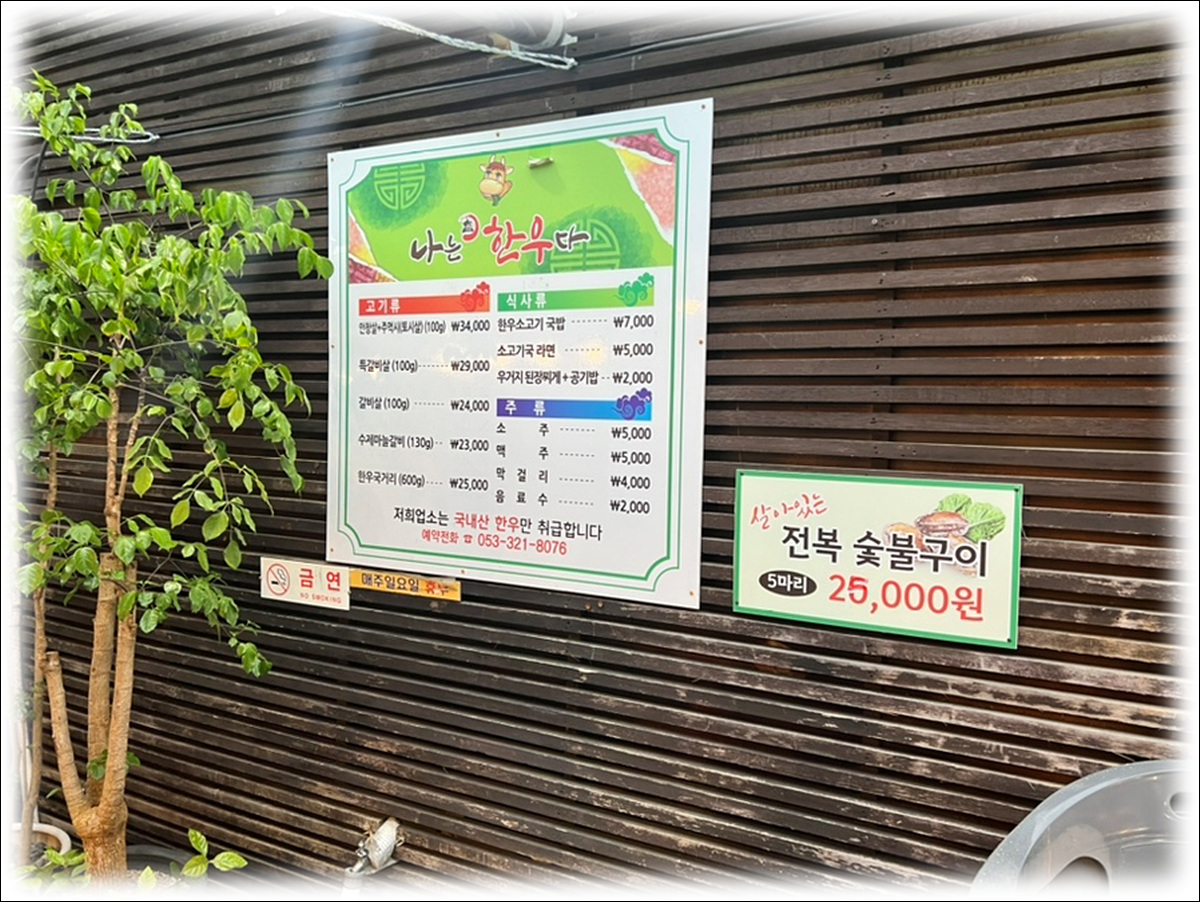 나는 한우다
고기류
안창살+주먹시(토시살) (100g) ₩34,000
특갈비살 (100g) ------ ₩29,000
갈비살 (100g) ------ ₩24,000
수제마늘갈비 (130g) -- ₩23,000
한우국거리 (600g) ---- ₩25,000
식사류
한우소고기 국밥 ------ ₩7,000
소고기국 라면 ------ ₩5,000
우거지 된장찌게 + 공기밥 -- ₩2,000
주 류
소 주 ------ ₩5,000
맥 주 ------ ₩5,000
막 걸 리 ------ ₩4,000
음 료 수 ------ ₩2,000
저희업소는 국내산 한우만 취급합니다
예약전화 ☎ 053-321-8076
금 연
NO SMOKING
매주일요일 휴무
살아있는
전복 숯불구이
5마리 25,000원